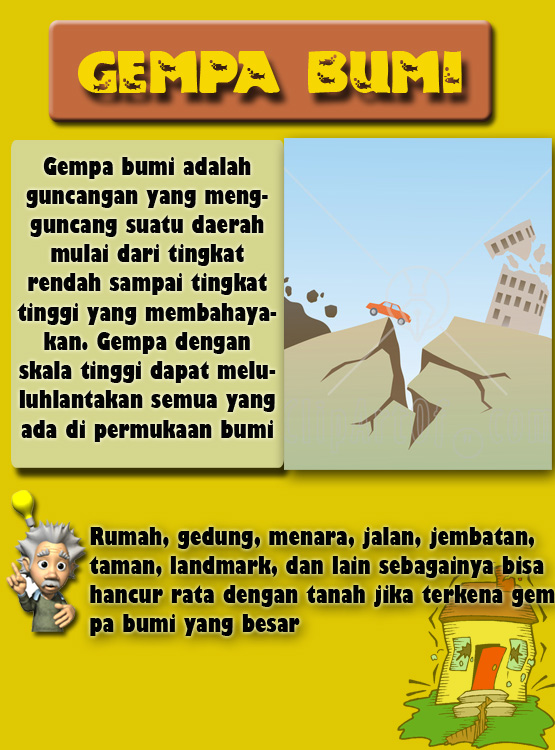 GEMPA BUMI
Gempa bumi adalah
guncangan yang meng-
guncang suatu daerah
mulai dari tingkat
rendah sampai tingkat
tinggi yang membahaya-
kan. Gempa dengan
skala tinggi dapat melu-
luhlantakan semua yang
ada di permukaan bumi
Rumah, gedung, menara, jalan, jembatan,
taman, landmark, dan lain sebagainya bisa
hancur rata dengan tanah jika terkena gem
pa bumi yang besar